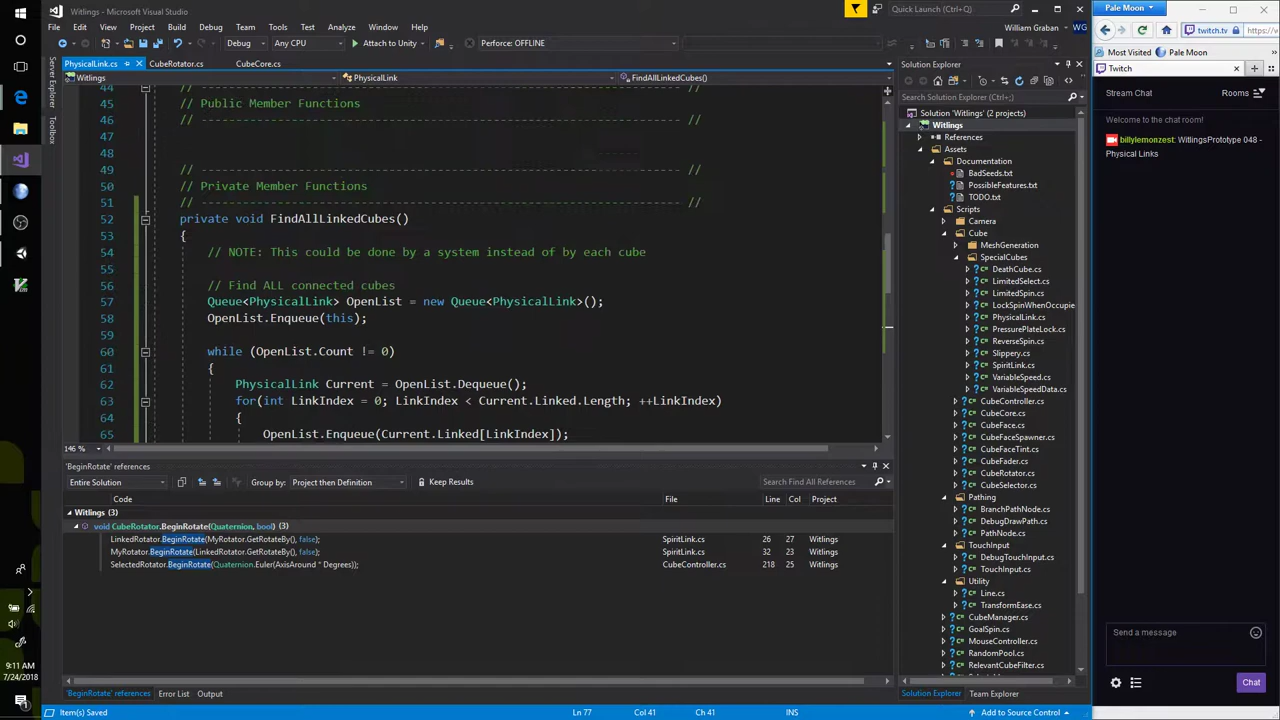 Witlings - Microsoft Visual Studio
Quick Launch (Ctrl+Q)
File Edit View Project Build Debug Team Tools Test Analyze Window Help
William Graban WG
Debug Any CPU Attach to Unity Perforce: OFFLINE
PhysicalLink.cs CubeRotator.cs CubeCore.cs
Witlings PhysicalLink FindAllLinkedCubes()
44 // ----------------------------------------------------------------------- //
45 // Public Member Functions
46 // ----------------------------------------------------------------------- //
47
48
49 // ----------------------------------------------------------------------- //
50 // Private Member Functions
51 // ----------------------------------------------------------------------- //
52 private void FindAllLinkedCubes()
53 {
54 // NOTE: This could be done by a system instead of by each cube
55
56 // Find ALL connected cubes
57 Queue<PhysicalLink> OpenList = new Queue<PhysicalLink>();
58 OpenList.Enqueue(this);
59
60 while (OpenList.Count != 0)
61 {
62 PhysicalLink Current = OpenList.Dequeue();
63 for(int LinkIndex = 0; LinkIndex < Current.Linked.Length; ++LinkIndex)
64 {
65 OpenList.Enqueue(Current.Linked[LinkIndex]);
146 %
'BeginRotate' references
Entire Solution Group by: Project then Definition Keep Results Search Find All References
Code File Line Col Project
Witlings (3)
void CubeRotator.BeginRotate(Quaternion, bool) (3)
LinkedRotator.BeginRotate(MyRotator.GetRotateBy(), false); SpiritLink.cs 26 27 Witlings
MyRotator.BeginRotate(LinkedRotator.GetRotateBy(), false); SpiritLink.cs 32 23 Witlings
SelectedRotator.BeginRotate(Quaternion.Euler(AxisAround * Degrees)); CubeController.cs 218 25 Witlings
'BeginRotate' references Error List Output
Item(s) Saved Ln 77 Col 41 Ch 41 INS Add to Source Control
Server Explorer
Toolbox
Solution Explorer
Search Solution Explorer (Ctrl+;)
Solution 'Witlings' (2 projects)
Witlings
References
Assets
Documentation
BadSeeds.txt
PossibleFeatures.txt
TODO.txt
Scripts
Camera
Cube
MeshGeneration
SpecialCubes
DeathCube.cs
LimitedSelect.cs
LimitedSpin.cs
LockSpinWhenOccupie
PhysicalLink.cs
PressurePlateLock.cs
ReverseSpin.cs
Slippery.cs
SpiritLink.cs
VariableSpeed.cs
VariableSpeedData.cs
CubeController.cs
CubeCore.cs
CubeFace.cs
CubeFaceSpawner.cs
CubeFaceTint.cs
CubeFader.cs
CubeRotator.cs
CubeSelector.cs
Pathing
BranchPathNode.cs
DebugDrawPath.cs
PathNode.cs
TouchInput
DebugTouchInput.cs
TouchInput.cs
Utility
Line.cs
TransformEase.cs
CubeManager.cs
GoalSpin.cs
MouseController.cs
RandomPool.cs
RelevantCubeFilter.cs
Solution Explorer Team Explorer
Pale Moon
twitch.tv https://w
Most Visited Pale Moon
Twitch
Stream Chat Rooms
Welcome to the chat room!
billylemonzest: WitlingsPrototype 048 -
Physical Links
Send a message
Chat
9:11 AM
7/24/2018